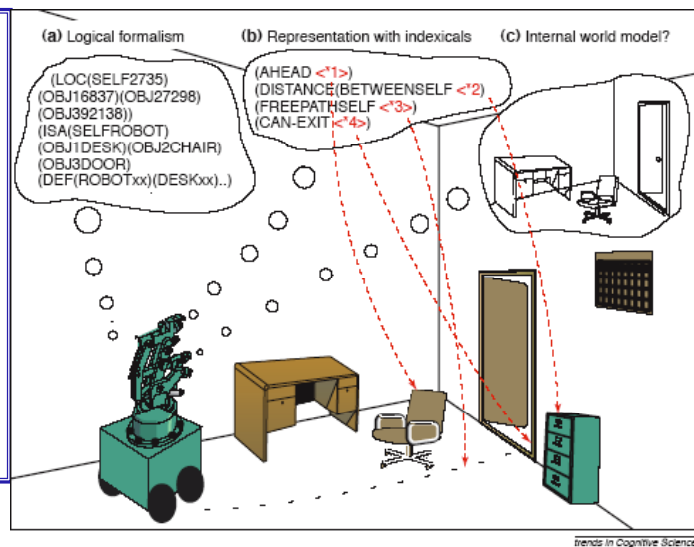 (a) Logical formalism
(b) Representation with indexicals
(c) Internal world model?
(LOC(SELF2735)
(OBJ16837)(OBJ27298)
(OBJ392138))
(ISA(SELFROBOT)
(OBJ1DESK)(OBJ2CHAIR)
(OBJ3DOOR)
(DEF(ROBOTxx)(DESKxx)..)
(AHEAD <*1>)
(DISTANCE(BETWEENSELF <*2)
(FREEPATHSELF <*3>)
(CAN-EXIT <*4>)
trends in Cognitive Science